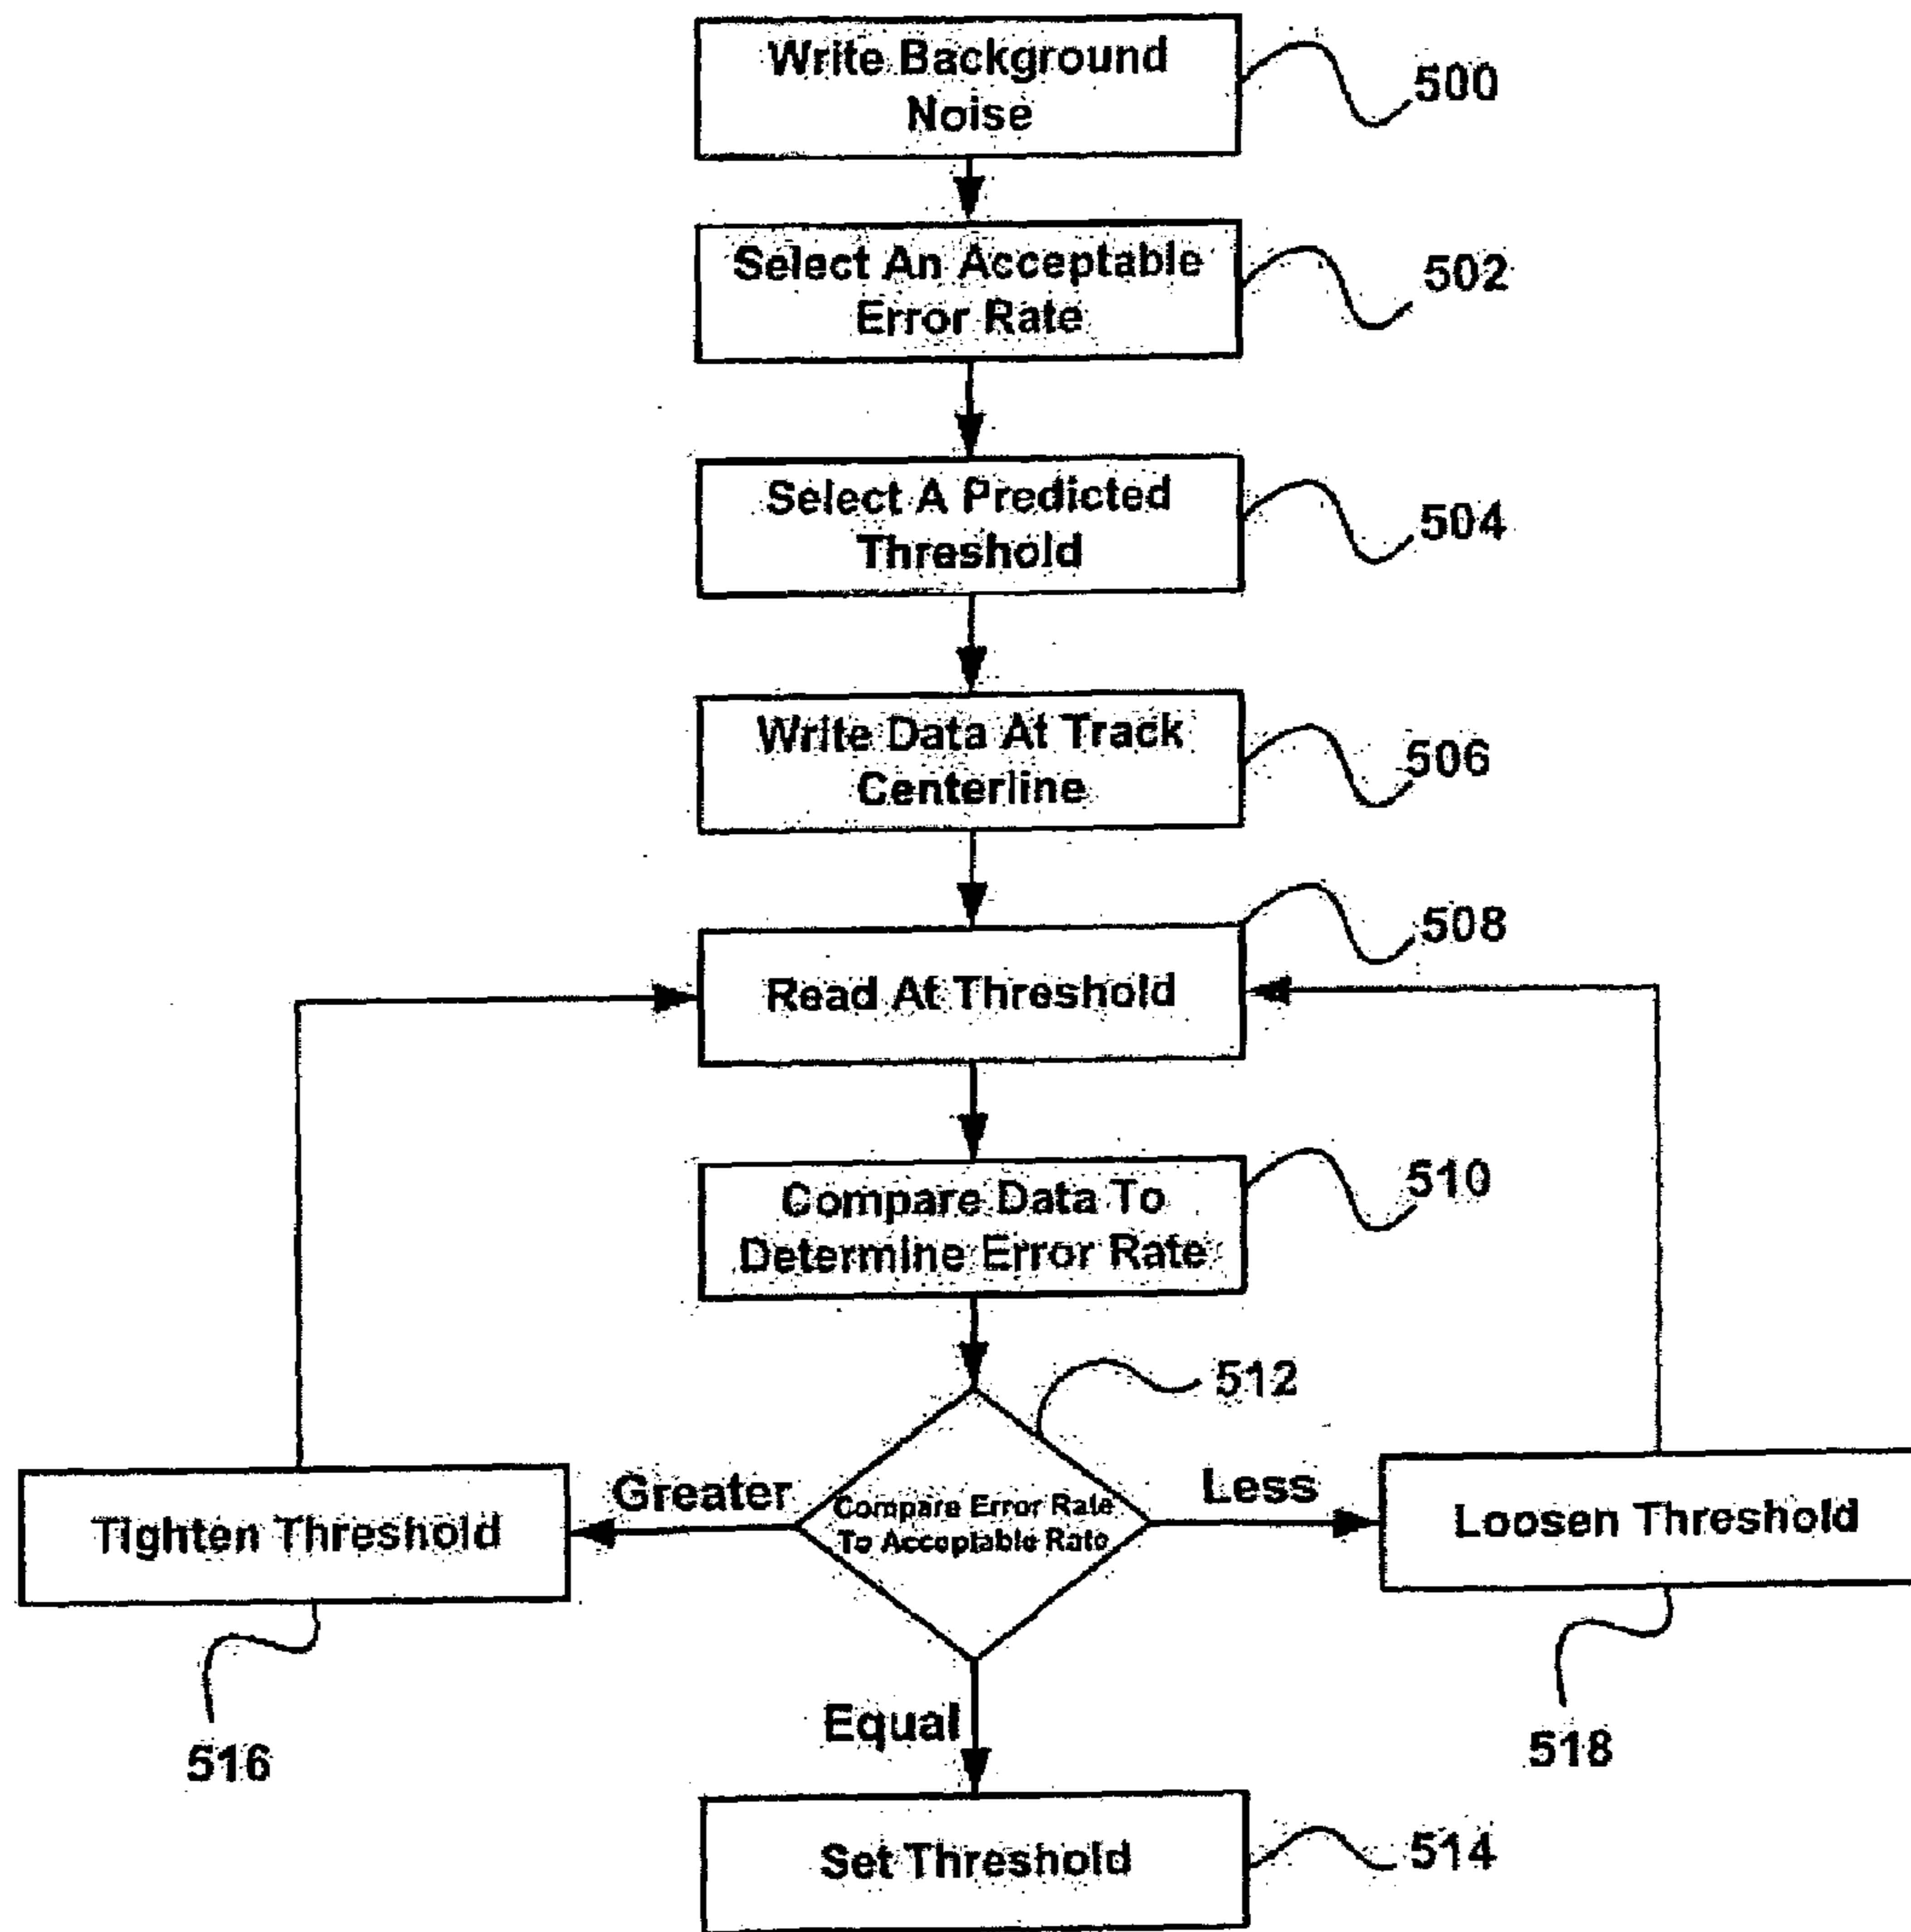 Write Background
Noise
500
Select An Acceptable
Error Rate
502
Select A Predicted
Threshold
504
Write Data At Track
Centerline
506
508
Read At Threshold
Compare Data To
Determine Error Rate
510
512
Greater
Compare Error Rate
To Acceptable Rate
Less
Tighten Threshold
Loosen Threshold
Equal
516
518
Set Threshold
514